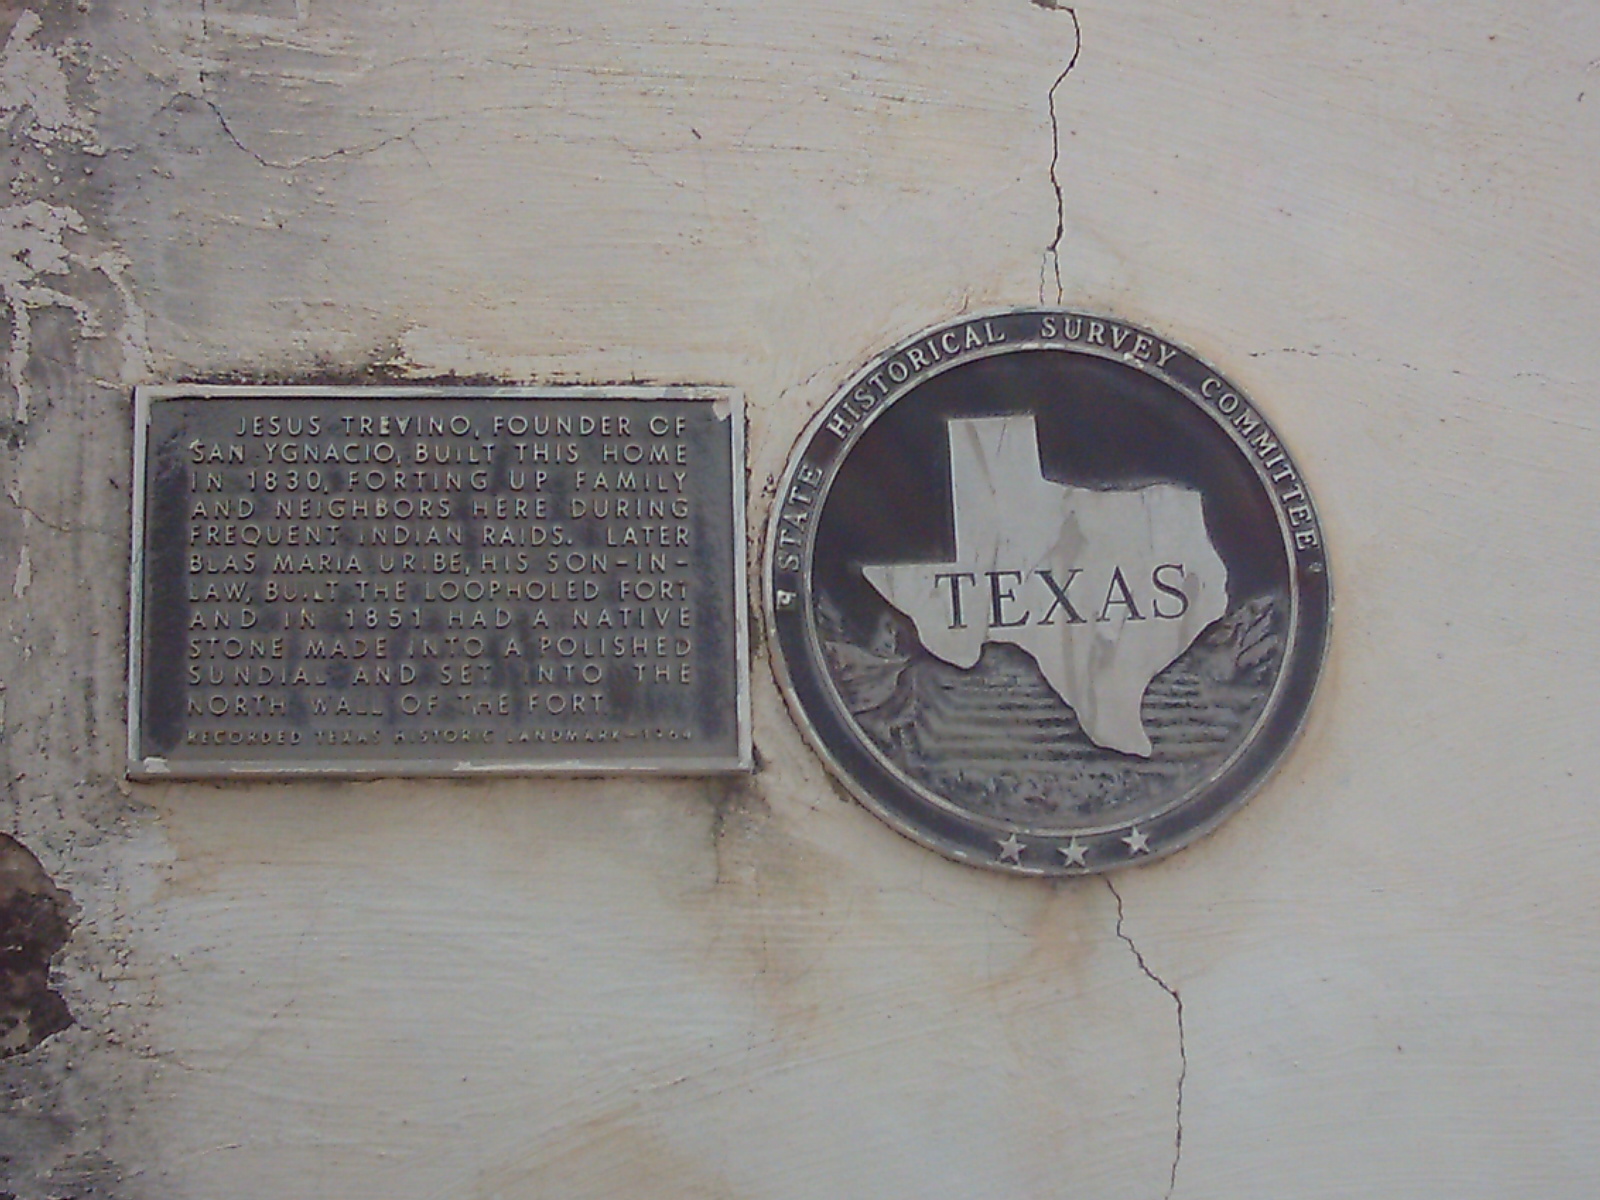 JESUS TREVINO, FOUNDER OF
SAN YGNACIO, BUILT THIS HOME
IN 1830, FORTING UP FAMILY
AND NEIGHBORS HERE DURING
FREQUENT INDIAN RAIDS. LATER
BLAS MARIA URIBE, HIS SON-IN-
LAW, BUILT THE LOOPHOLED FORT
AND IN 1851 HAD A NATIVE
STONE MADE INTO A POLISHED
SUNDIAL AND SET INTO THE
NORTH WALL OF THE FORT.
RECORDED TEXAS HISTORIC LANDMARK-1964
STATE HISTORICAL SURVEY COMMITTEE
TEXAS